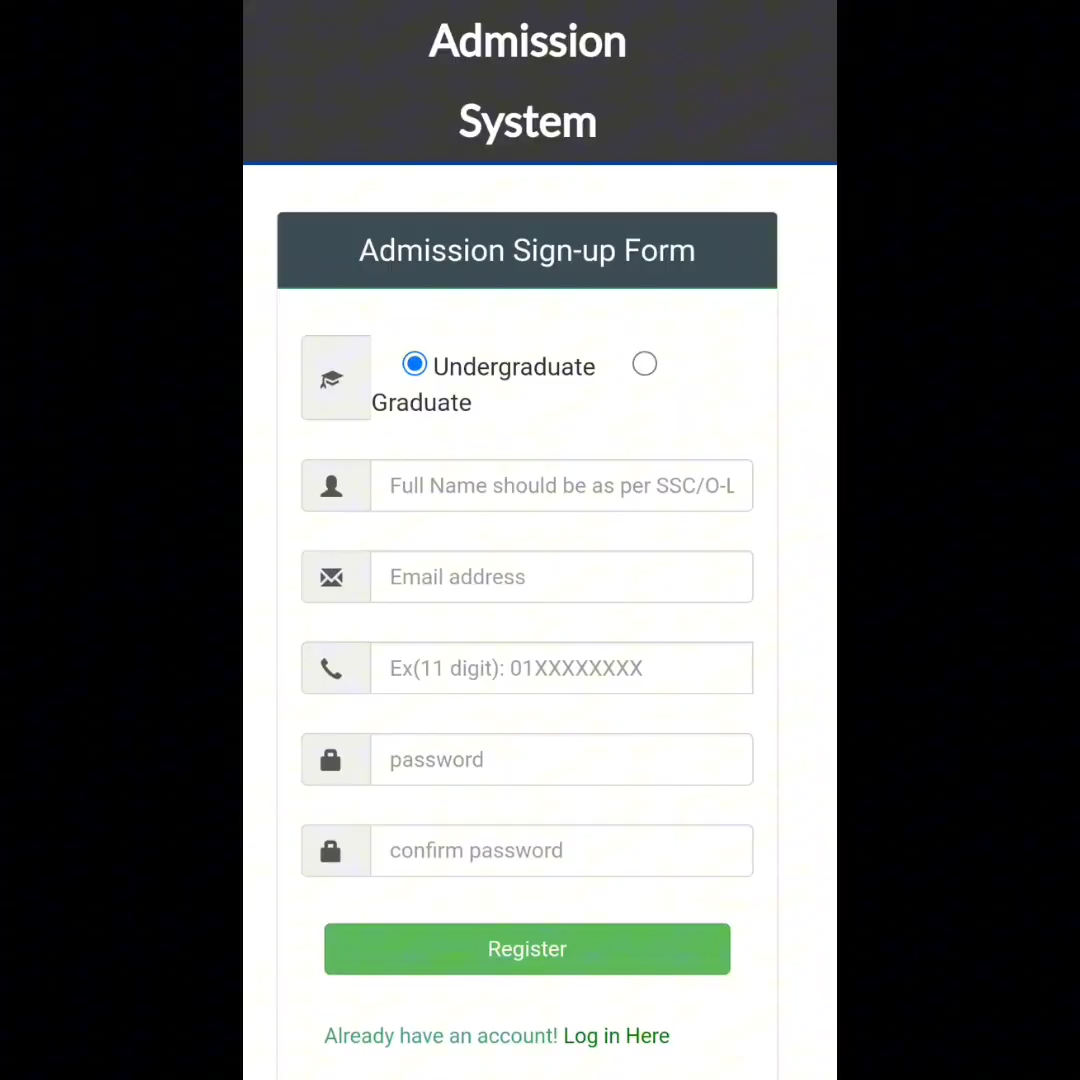 Admission
System
Admission Sign-up Form
Undergraduate
Graduate
Full Name should be as per SSC/O-L
Email address
Ex(11 digit): 01XXXXXXXX
password
confirm password
Register
Already have an account! Log in Here